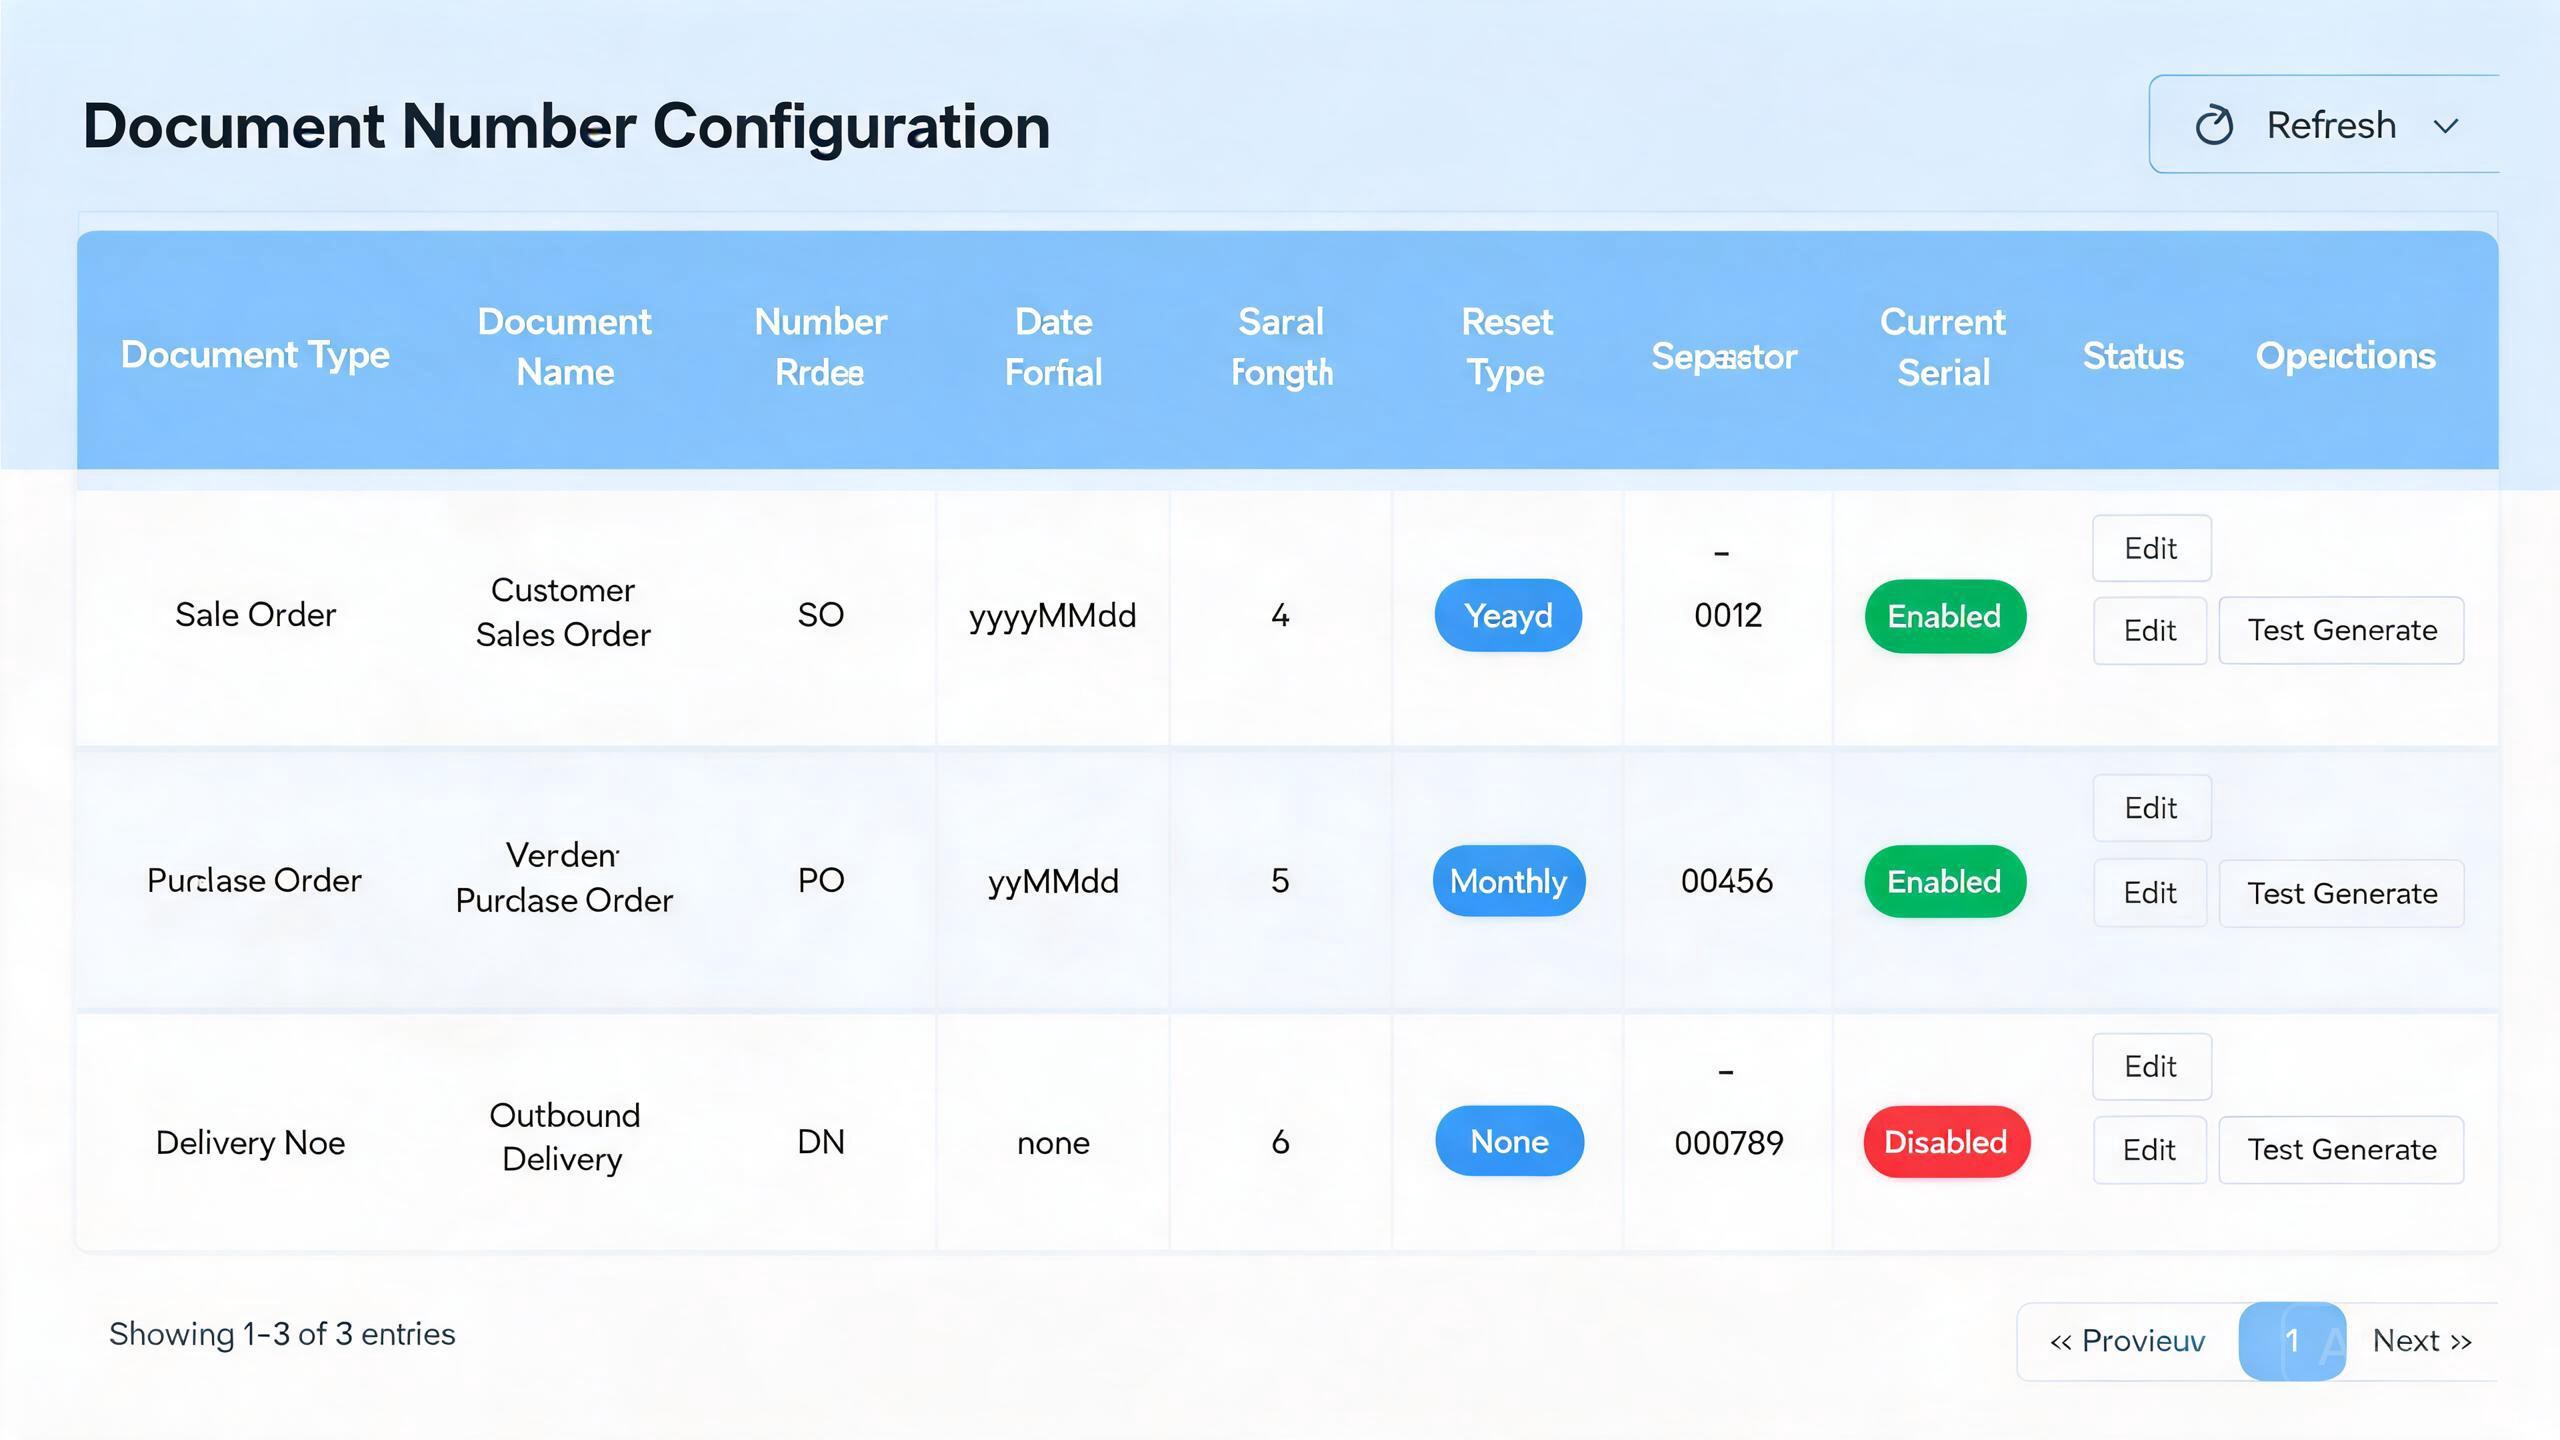 Document Number Configuration
Refresh
Document Type
Document
Name
Number
Rrdes
Date
Forfial
Saral
Fongth
Reset
Type
Current
Serial
Status
Operctions
Sale Order
Customer
Sales Order
SO
yyyyMMdd
4
Yeayd
-
0012
Enabled
Edit
Edit
Test Generate
Purclase Order
Verden
Purclase Order
PO
yyMMdd
5
Monthly
00456
Enabled
Edit
Edit
Test Generate
Delivery Noe
Outbound
Delivery
DN
none
6
None
-
000789
Disabled
Edit
Edit
Test Generate
Showing 1-3 of 3 entries
« Provieuv
1
Next »